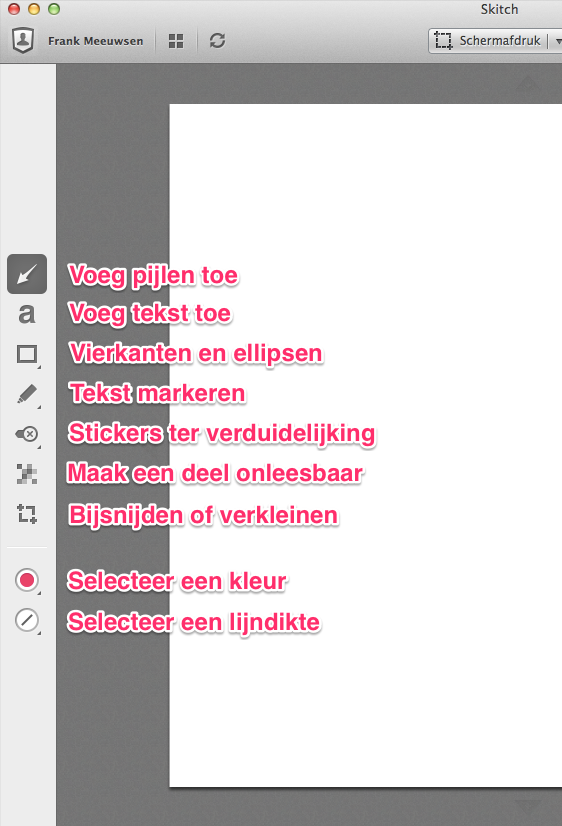 Skitch
Frank Meeuwsen
Schermafdruk
Voeg pijlen toe
a
Voeg tekst toe
Vierkanten en ellipsen
Tekst markeren
Stickers ter verduidelijking
Maak een deel onleesbaar
Bijsnijden of verkleinen
Selecteer een kleur
Selecteer een lijndikte